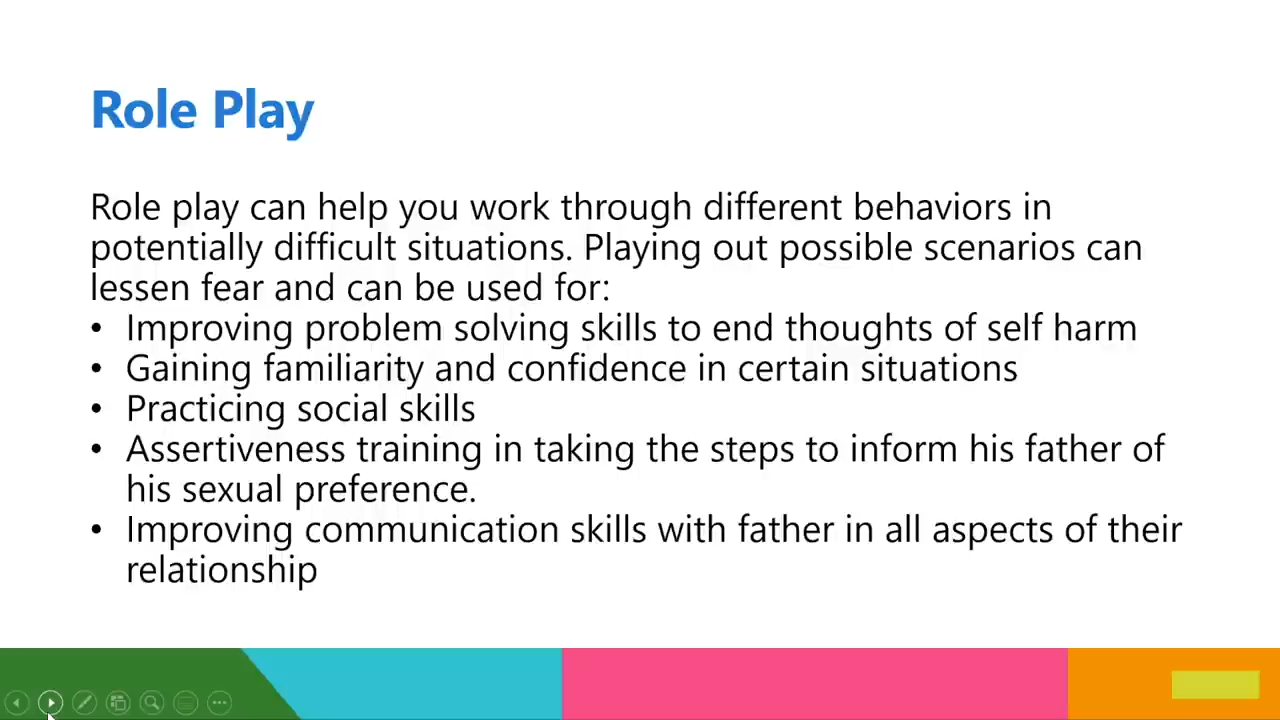 Role Play
Role play can help you work through different behaviors in
potentially difficult situations. Playing out possible scenarios can
lessen fear and can be used for:
• Improving problem solving skills to end thoughts of self harm
• Gaining familiarity and confidence in certain situations
• Practicing social skills
• Assertiveness training in taking the steps to inform his father of
his sexual preference.
• Improving communication skills with father in all aspects of their
relationship